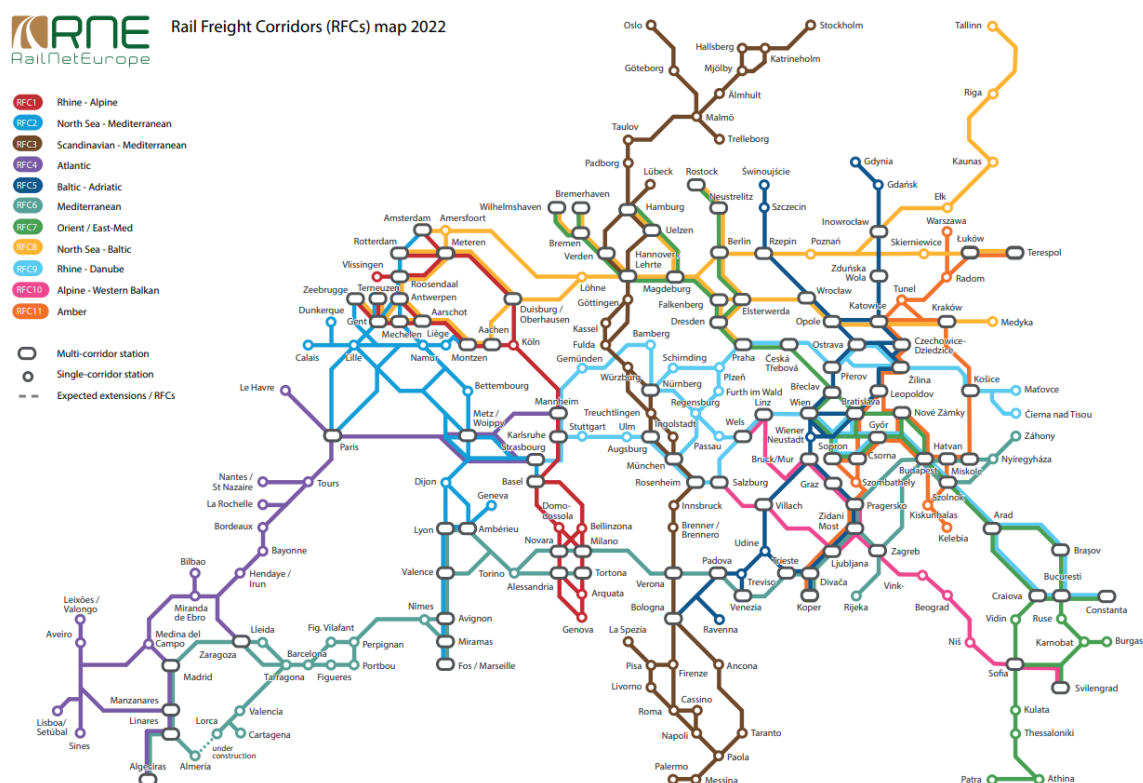 RNE
RailNetEurope
Rail Freight Corridors (RFCs) map 2022
RFC1 Rhine - Alpine
RFC2 North Sea - Mediterranean
RFC3 Scandinavian - Mediterranean
RFC4 Atlantic
RFC5 Baltic - Adriatic
RFC6 Mediterranean
RFC7 Orient / East-Med
RFC8 North Sea - Baltic
RFC9 Rhine - Danube
RFC10 Alpine - Western Balkan
RFC11 Amber
Multi-corridor station
Single-corridor station
Expected extensions / RFCs
Oslo
Stockholm
Hallsberg
Katrineholm
Göteborg
Mjölby
Älmhult
Malmö
Trelleborg
Taulov
Padborg
Lübeck
Tallinn
Riga
Kaunas
Ełk
Warszawa
Gdynia
Gdańsk
Świnoujście
Szczecin
Rostock
Neustrelitz
Bremerhaven
Wilhelmshaven
Bremen
Verden
Hamburg
Uelzen
Hannover/
Lehrte
Magdeburg
Berlin
Rzepin
Poznań
Inowrocław
Skierniewice
Łuków
Terespol
Radom
Zduńska
Wola
Amsterdam
Amersfoort
Rotterdam
Meteren
Vlissingen
Roosendaal
Zeebrugge
Terneuzen
Antwerpen
Dunkerque
Gent
Mechelen
Aarschot
Liège
Aachen
Montzen
Duisburg /
Oberhausen
Köln
Löhne
Göttingen
Kassel
Fulda
Würzburg
Bamberg
Gemünden
Falkenberg
Elsterwerda
Dresden
Wrocław
Opole
Katowice
Tunel
Kraków
Medyka
Czechowice-
Dziedzice
Ostrava
Praha
Česká
Třebová
Přerov
Žilina
Košice
Maťovce
Čierna nad Tisou
Calais
Lille
Namur
Bettembourg
Le Havre
Paris
Metz /
Woippy
Mannheim
Karlsruhe
Strasbourg
Stuttgart
Ulm
Augsburg
Treuchtlingen
Ingolstadt
Nürnberg
Schirnding
Plzeň
Furth im Wald
Regensburg
Passau
Linz
Wels
München
Rosenheim
Salzburg
Břeclav
Wien
Wiener
Neustadt
Bratislava
Leopoldov
Nové Zámky
Győr
Sopron
Csorna
Szombathely
Budapest
Hatvan
Miskolc
Záhony
Nyíregyháza
Szolnok
Kiskunhalas
Kelebia
Bruck/Mur
Graz
Villach
Pragersko
Zidani
Most
Ljubljana
Zagreb
Rijeka
Vink-
Beograd
Niš
Arad
Brașov
Bucuresti
Craiova
Constanta
Vidin
Ruse
Karnobat
Burgas
Sofia
Svilengrad
Kulata
Thessaloniki
Patra
Athina
Nantes /
St Nazaire
Tours
La Rochelle
Bordeaux
Bayonne
Hendaye /
Irun
Bilbao
Miranda
de Ebro
Leixões /
Valongo
Aveiro
Medina del
Campo
Madrid
Zaragoza
Lleida
Tarragona
Barcelona
Fig. Vilafant
Figueres
Perpignan
Portbou
Manzanares
Linares
Algeciras
Almería
under
construction
Lorca
Cartagena
Valencia
Lisboa/
Setúbal
Sines
Dijon
Basel
Geneva
Lyon
Ambérieu
Valence
Nîmes
Avignon
Miramas
Fos / Marseille
Torino
Domo-
dossola
Bellinzona
Novara
Milano
Alessandria
Tortona
Arquata
Genova
Innsbruck
Brenner /
Brennero
Verona
Padova
Venezia
Treviso
Udine
Trieste
Divača
Koper
Bologna
Ravenna
La Spezia
Pisa
Livorno
Firenze
Ancona
Roma
Cassino
Napoli
Taranto
Paola
Palermo
Messina